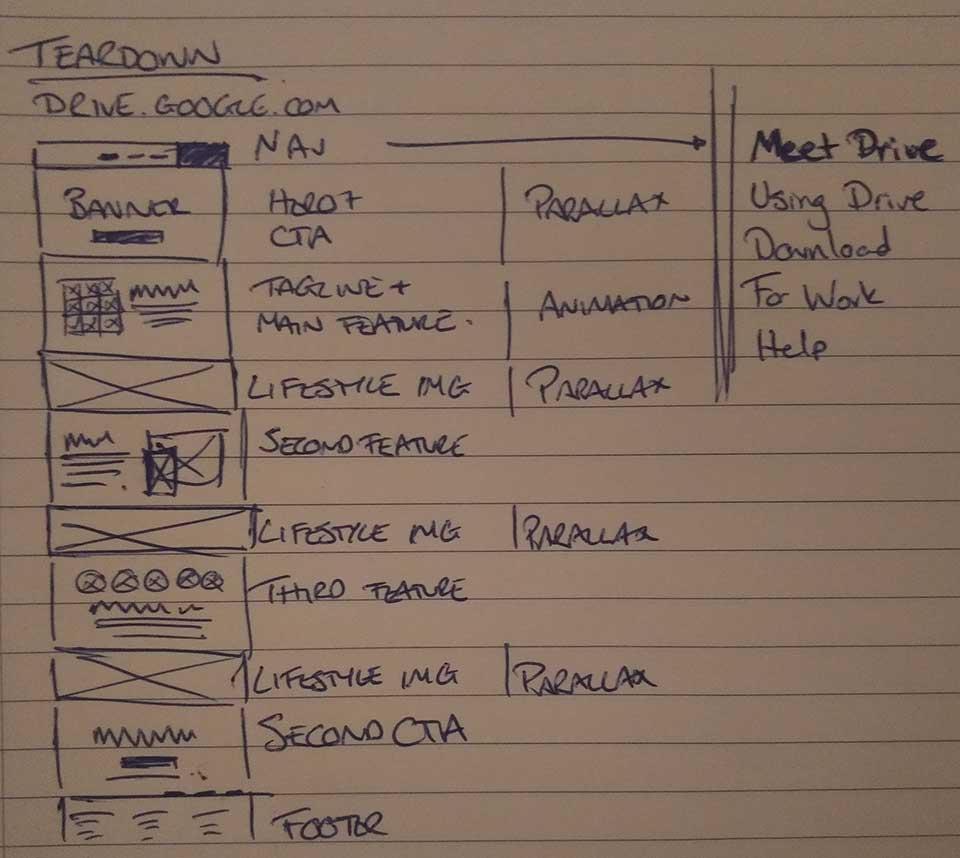 TEARDOWN
DRIVE.GOOGLE.COM
NAV
BANNER
HERO +
CTA
PARALLAX
TAGLINE +
MAIN FEATURE.
ANIMATION
LIFESTYLE IMG
PARALLAX
SECOND FEATURE
LIFESTYLE IMG
PARALLAX
THIRD FEATURE
LIFESTYLE IMG
PARALLAX
SECOND CTA
FOOTER
Meet Drive
Using Drive
Download
For Work
Help